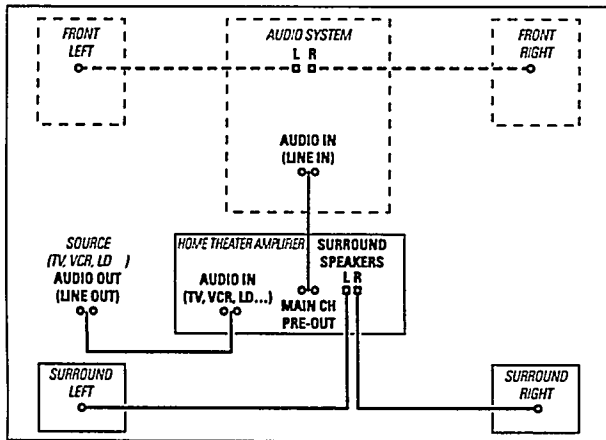 FRONT
LEFT
AUDIO SYSTEM
L R
FRONT
RIGHT
AUDIO IN
(LINE IN)
SOURCE
(TV, VCR, LD )
AUDIO OUT
(LINE OUT)
HOME THEATER AMPLIFIER
SURROUND
SPEAKERS
L R
AUDIO IN
(TV, VCR, LD...)
MAIN CH
PRE-OUT
SURROUND
LEFT
SURROUND
RIGHT